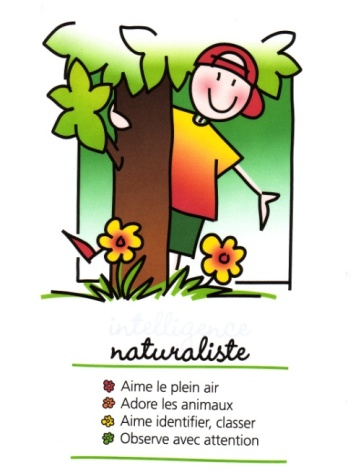 intelligence
naturaliste
Aime le plein air
Adore les animaux
Aime identifier, classer
Observe avec attention